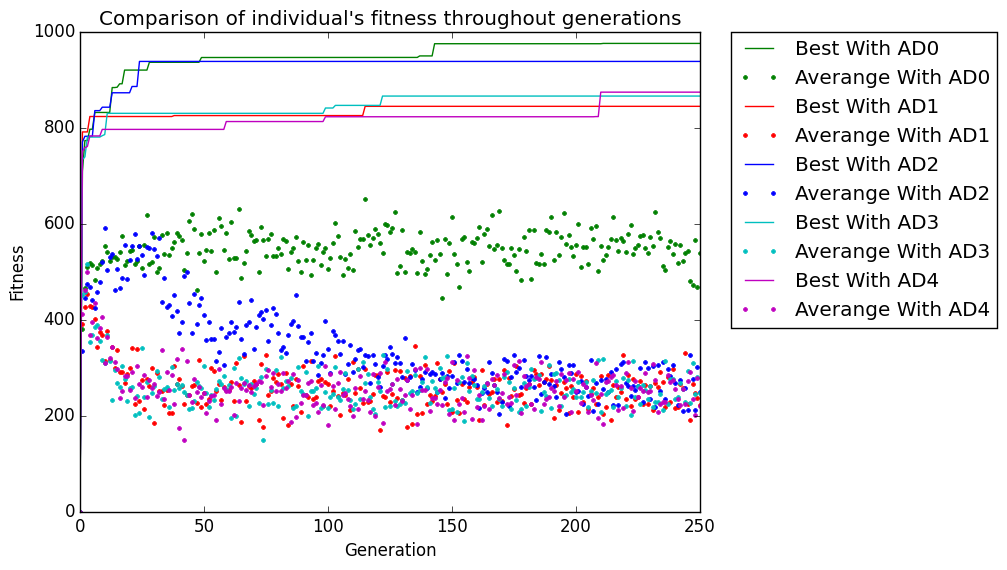 Comparison of individual's fitness throughout generations
1000
800
600
400
200
0
Fitness
0 50 100 150 200 250
Generation
Best With AD0
Averange With AD0
Best With AD1
Averange With AD1
Best With AD2
Averange With AD2
Best With AD3
Averange With AD3
Best With AD4
Averange With AD4